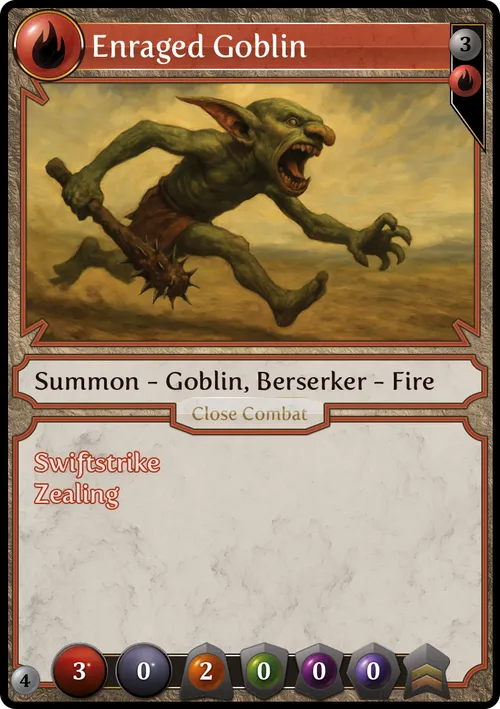 Enraged Goblin
3
Summon – Goblin, Berserker – Fire
Close Combat
Swiftstrike
Zealing
4
3* 0* 2 0 0 0